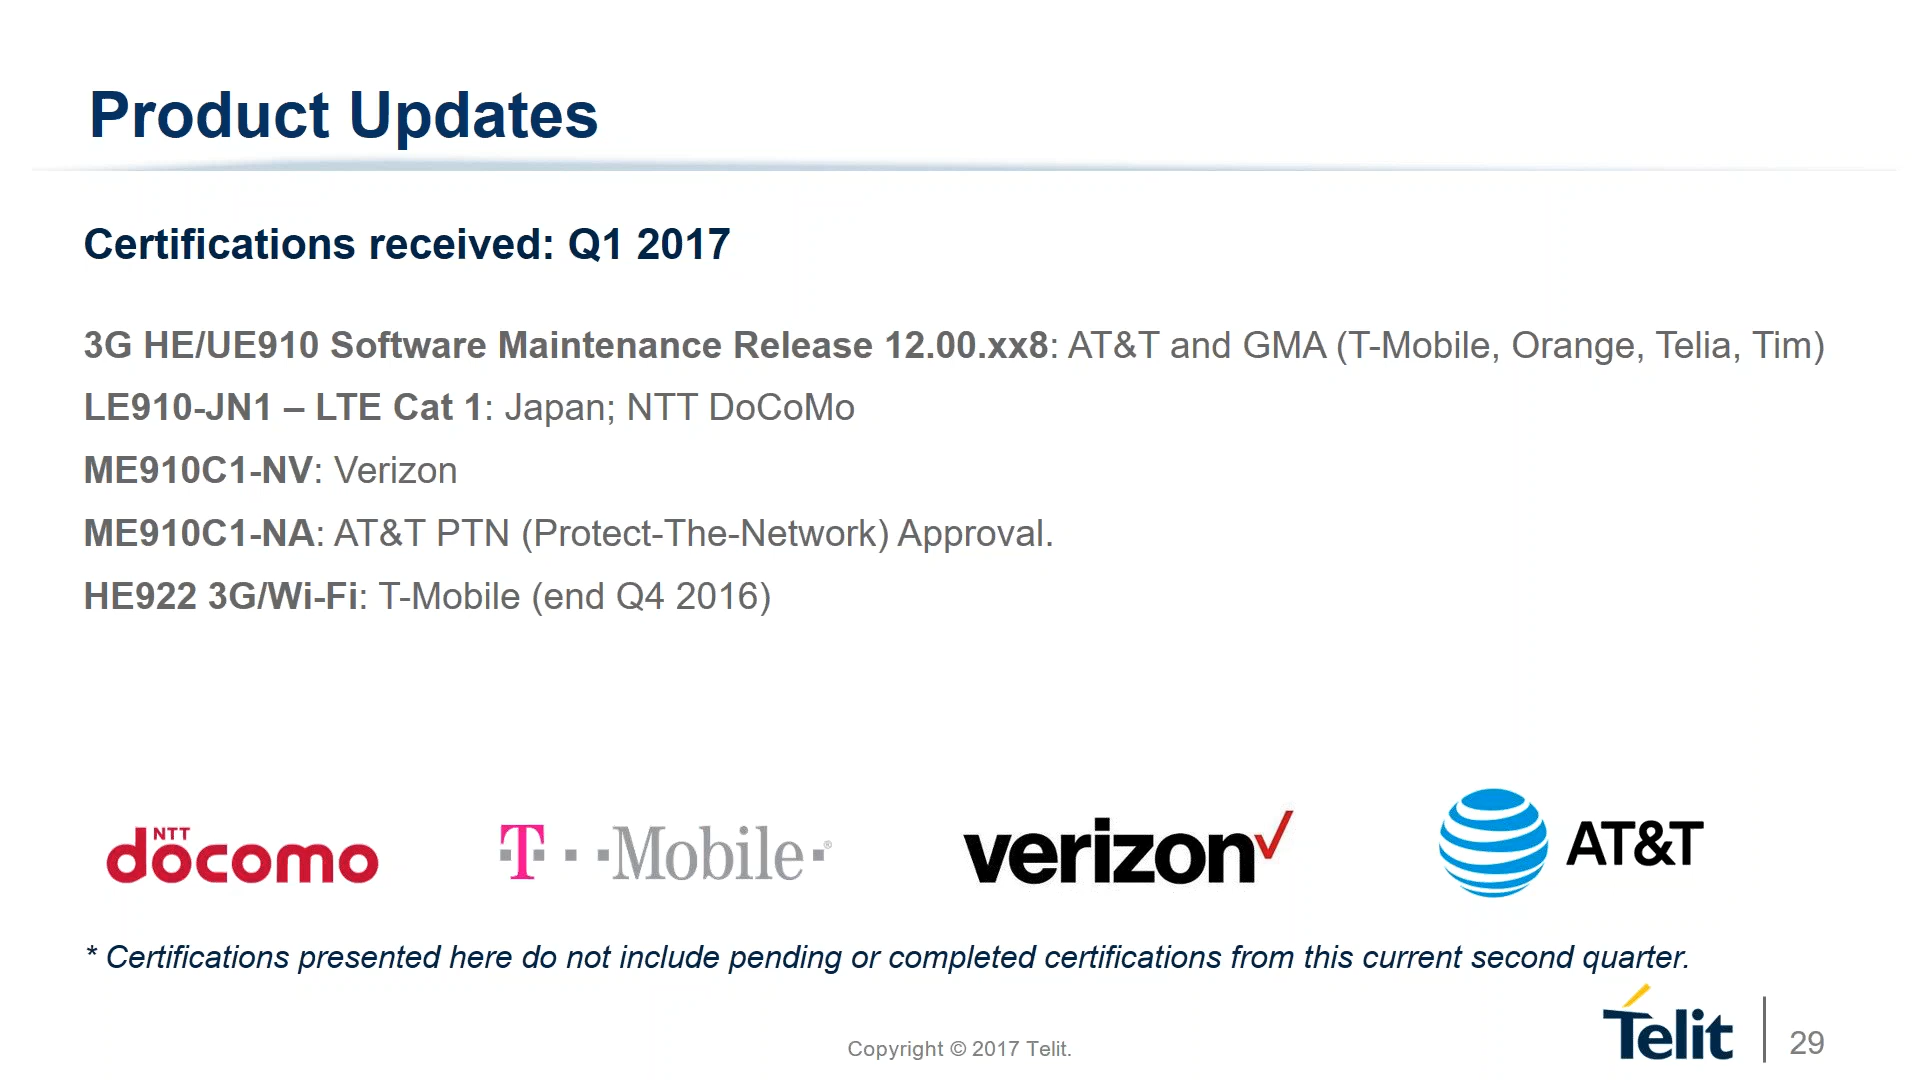 Product Updates
Certifications received: Q1 2017
3G HE/UE910 Software Maintenance Release 12.00.xx8: AT&T and GMA (T-Mobile, Orange, Telia, Tim)
LE910-JN1 – LTE Cat 1: Japan; NTT DoCoMo
ME910C1-NV: Verizon
ME910C1-NA: AT&T PTN (Protect-The-Network) Approval.
HE922 3G/Wi-Fi: T-Mobile (end Q4 2016)
NTT
docomo
T Mobile ®
verizon
AT&T
* Certifications presented here do not include pending or completed certifications from this current second quarter.
Telit
29
Copyright © 2017 Telit.